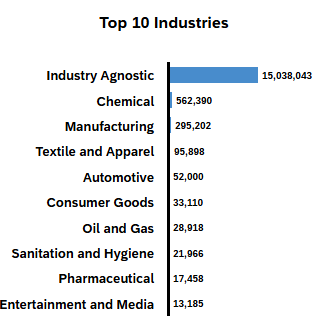 Top 10 Industries
Industry Agnostic 15,038,043
Chemical 562,390
Manufacturing 295,202
Textile and Apparel 95,898
Automotive 52,000
Consumer Goods 33,110
Oil and Gas 28,918
Sanitation and Hygiene 21,966
Pharmaceutical 17,458
Entertainment and Media 13,185